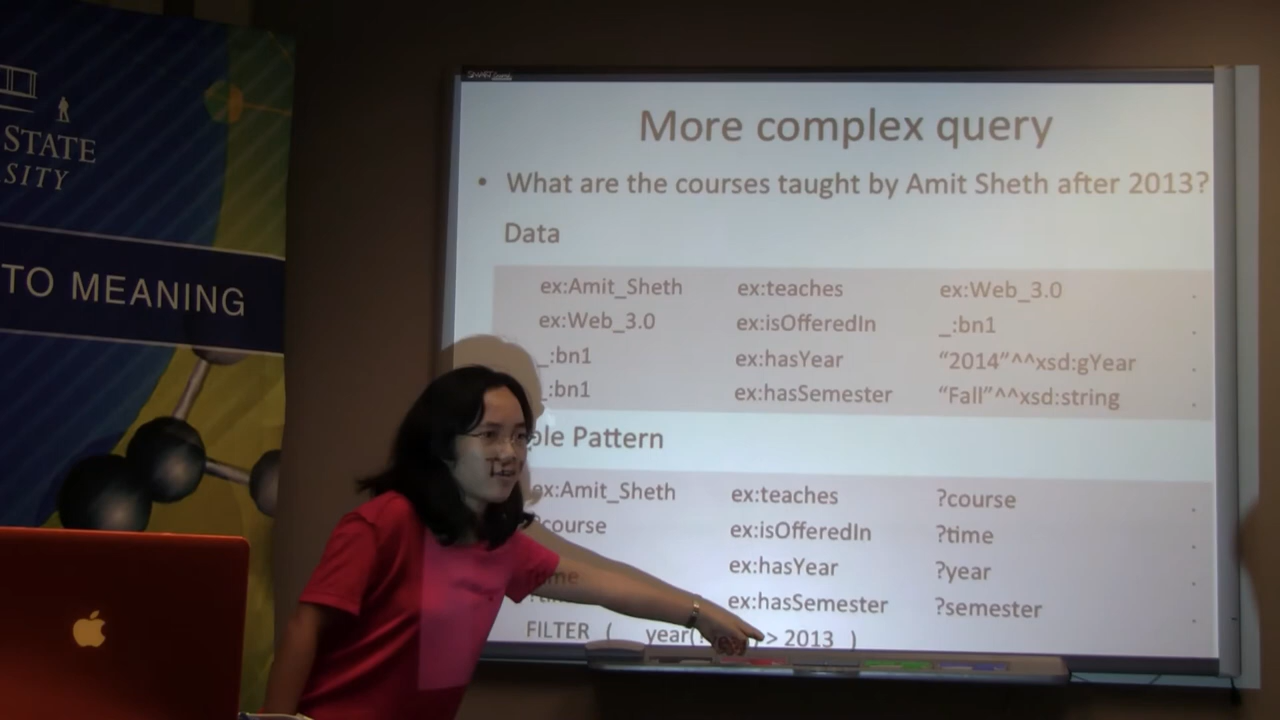 STATE
SITY
TO MEANING
More complex query
• What are the courses taught by Amit Sheth after 2013?
Data
ex:Amit_Sheth ex:teaches ex:Web_3.0 .
ex:Web_3.0 ex:isOfferedIn _:bn1 .
_:bn1 ex:hasYear “2014”^^xsd:gYear .
_:bn1 ex:hasSemester “Fall”^^xsd:string .
ple Pattern
ex:Amit_Sheth ex:teaches ?course .
?course ex:isOfferedIn ?time .
?time ex:hasYear ?year .
ex:hasSemester ?semester .
FILTER ( year( > 2013 )